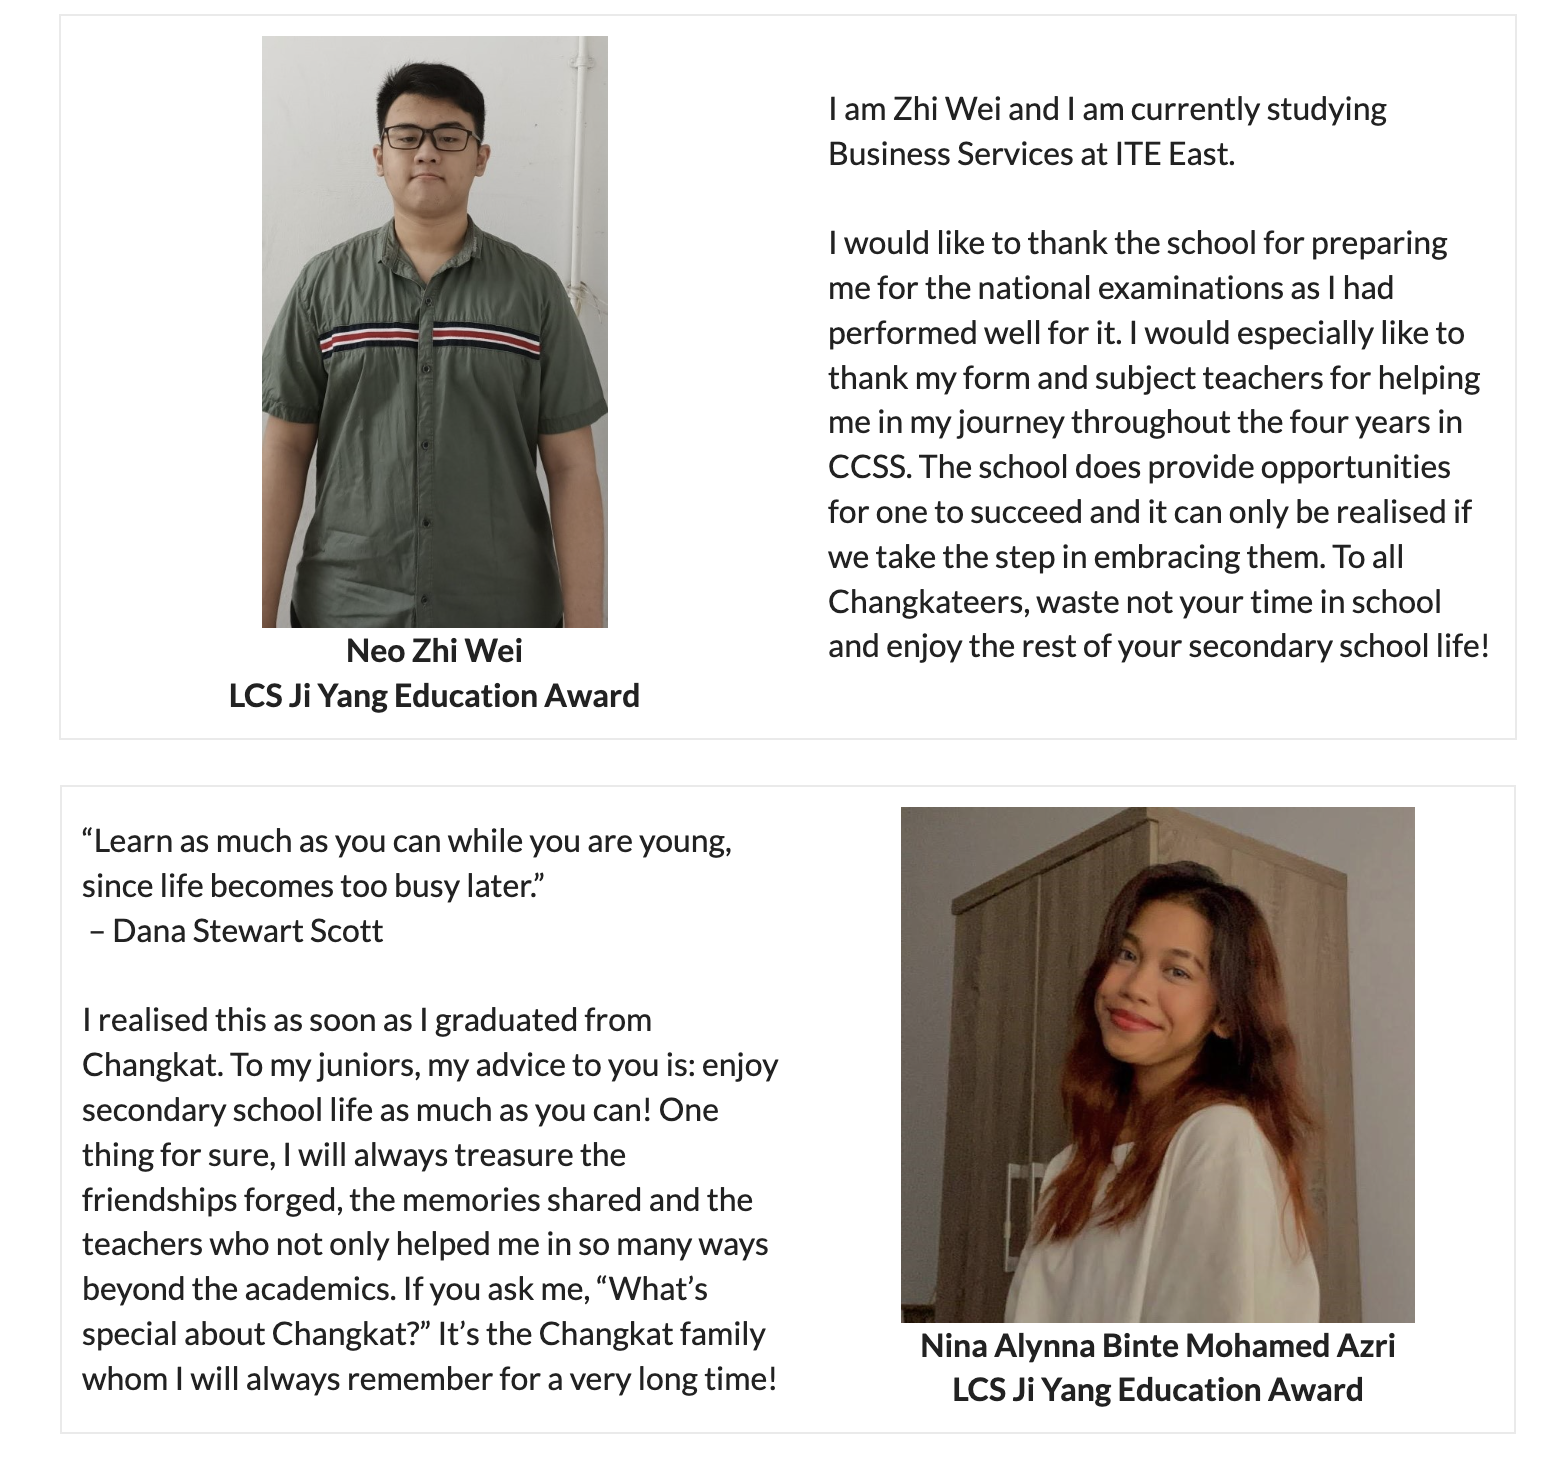 I am Zhi Wei and I am currently studying
Business Services at ITE East.
I would like to thank the school for preparing
me for the national examinations as I had
performed well for it. I would especially like to
thank my form and subject teachers for helping
me in my journey throughout the four years in
CCSS. The school does provide opportunities
for one to succeed and it can only be realised if
we take the step in embracing them. To all
Changkateers, waste not your time in school
and enjoy the rest of your secondary school life!
Neo Zhi Wei
LCS Ji Yang Education Award
“Learn as much as you can while you are young,
since life becomes too busy later.”
– Dana Stewart Scott
I realised this as soon as I graduated from
Changkat. To my juniors, my advice to you is: enjoy
secondary school life as much as you can! One
thing for sure, I will always treasure the
friendships forged, the memories shared and the
teachers who not only helped me in so many ways
beyond the academics. If you ask me, “What’s
special about Changkat?” It’s the Changkat family
whom I will always remember for a very long time!
Nina Alynna Binte Mohamed Azri
LCS Ji Yang Education Award